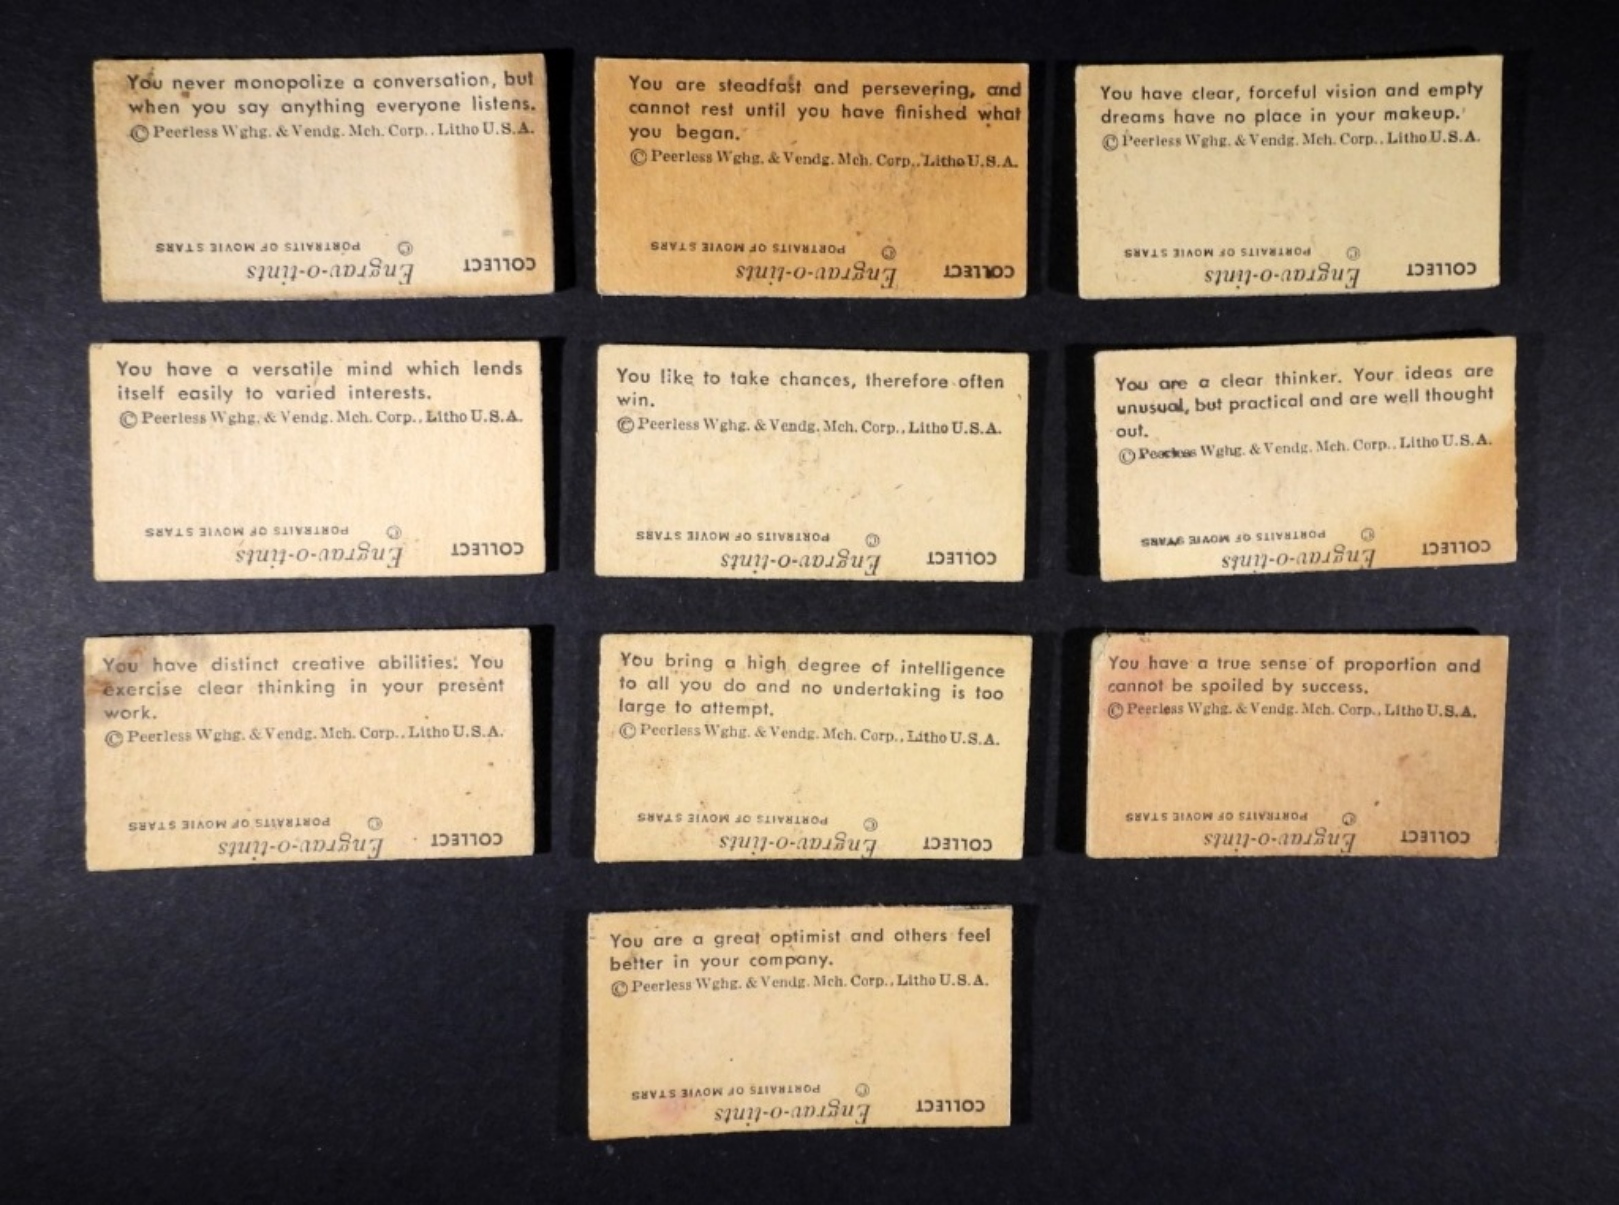 You never monopolize a conversation, but
when you say anything everyone listens.
© Peerless Wghg. & Vendg. Mch. Corp., Litho U.S.A.
COLLECT
Engrav-o-tints
©
PORTRAITS OF MOVIE STARS
You are steadfast and persevering, and
cannot rest until you have finished what
you began.
© Peerless Wghg. & Vendg. Mch. Corp., Litho U.S.A.
COLLECT
Engrav-o-tints
©
PORTRAITS OF MOVIE STARS
You have clear, forceful vision and empty
dreams have no place in your makeup.
© Peerless Wghg. & Vendg. Mch. Corp., Litho U.S.A.
COLLECT
Engrav-o-tints
©
PORTRAITS OF MOVIE STARS
You have a versatile mind which lends
itself easily to varied interests.
© Peerless Wghg. & Vendg. Mch. Corp., Litho U.S.A.
COLLECT
Engrav-o-tints
©
PORTRAITS OF MOVIE STARS
You like to take chances, therefore often
win.
© Peerless Wghg. & Vendg. Mch. Corp., Litho U.S.A.
COLLECT
Engrav-o-tints
©
PORTRAITS OF MOVIE STARS
You are a clear thinker. Your ideas are
unusual, but practical and are well thought
out.
© Peerless Wghg. & Vendg. Mch. Corp., Litho U.S.A.
COLLECT
Engrav-o-tints
©
PORTRAITS OF MOVIE STARS
You have distinct creative abilities. You
exercise clear thinking in your present
work.
© Peerless Wghg. & Vendg. Mch. Corp., Litho U.S.A.
COLLECT
Engrav-o-tints
©
PORTRAITS OF MOVIE STARS
You bring a high degree of intelligence
to all you do and no undertaking is too
large to attempt.
© Peerless Wghg. & Vendg. Mch. Corp., Litho U.S.A.
COLLECT
Engrav-o-tints
©
PORTRAITS OF MOVIE STARS
You have a true sense of proportion and
cannot be spoiled by success.
© Peerless Wghg. & Vendg. Mch. Corp., Litho U.S.A.
COLLECT
Engrav-o-tints
©
PORTRAITS OF MOVIE STARS
You are a great optimist and others feel
better in your company.
© Peerless Wghg. & Vendg. Mch. Corp., Litho U.S.A.
COLLECT
Engrav-o-tints
©
PORTRAITS OF MOVIE STARS